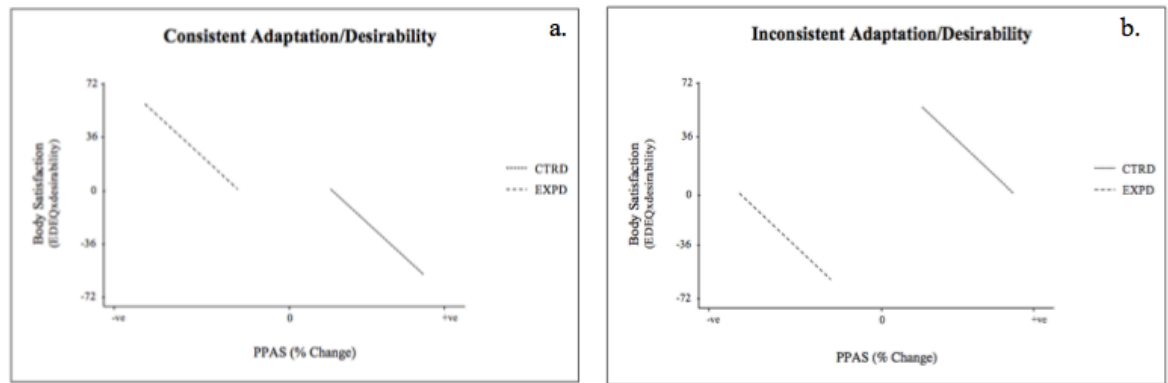 Consistent Adaptation/Desirability
a.
72
36
0
-36
-72
Body Satisfaction
(EDEQxdesirability)
CTRD
EXPD
-ve
0
+ve
PPAS (% Change)
Inconsistent Adaptation/Desirability
b.
72
36
0
-36
-72
Body Satisfaction
(EDEQxdesirability)
CTRD
EXPD
-ve
0
+ve
PPAS (% Change)